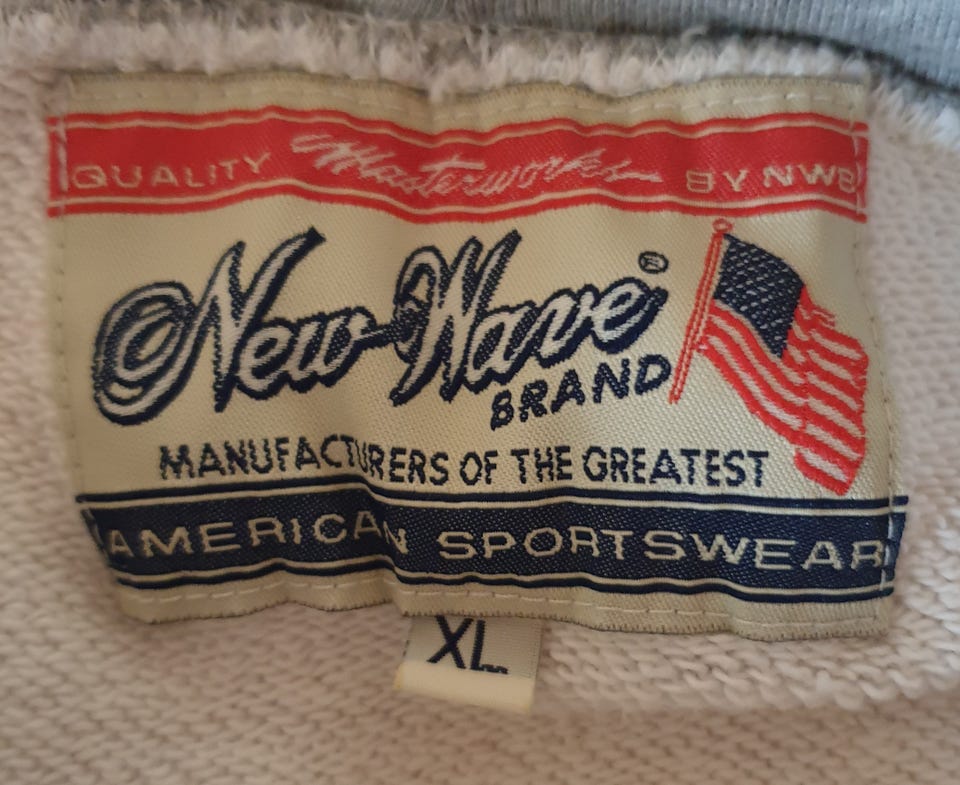 QUALITY Masterworks BY NWB
New-Wave ®
BRAND
MANUFACTURERS OF THE GREATEST
AMERICAN SPORTSWEAR
XL